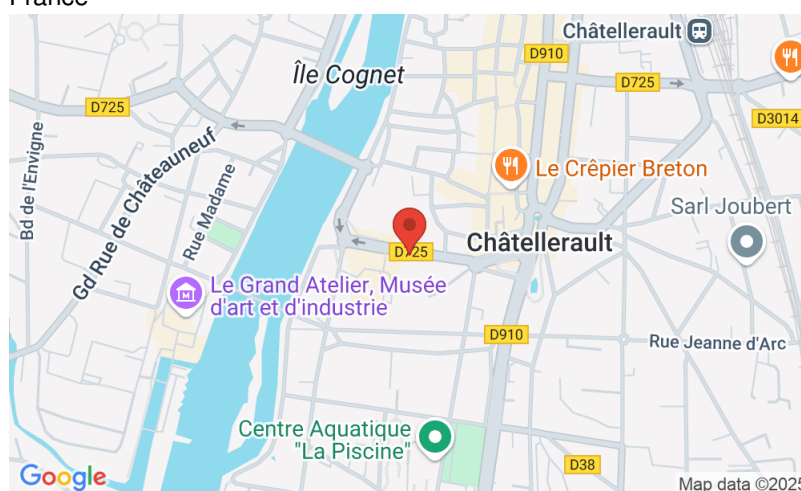 France
Châtellerault
D910
Île Cognet
D725
D725
D3014
Bd de l'Envigne
Gd Rue de Châteauneuf
Rue Madame
Le Crêpier Breton
Sarl Joubert
Châtellerault
D725
Le Grand Atelier, Musée
d'art et d'industrie
D910
Rue Jeanne d'Arc
Centre Aquatique
"La Piscine"
D38
Google
Map data ©2025